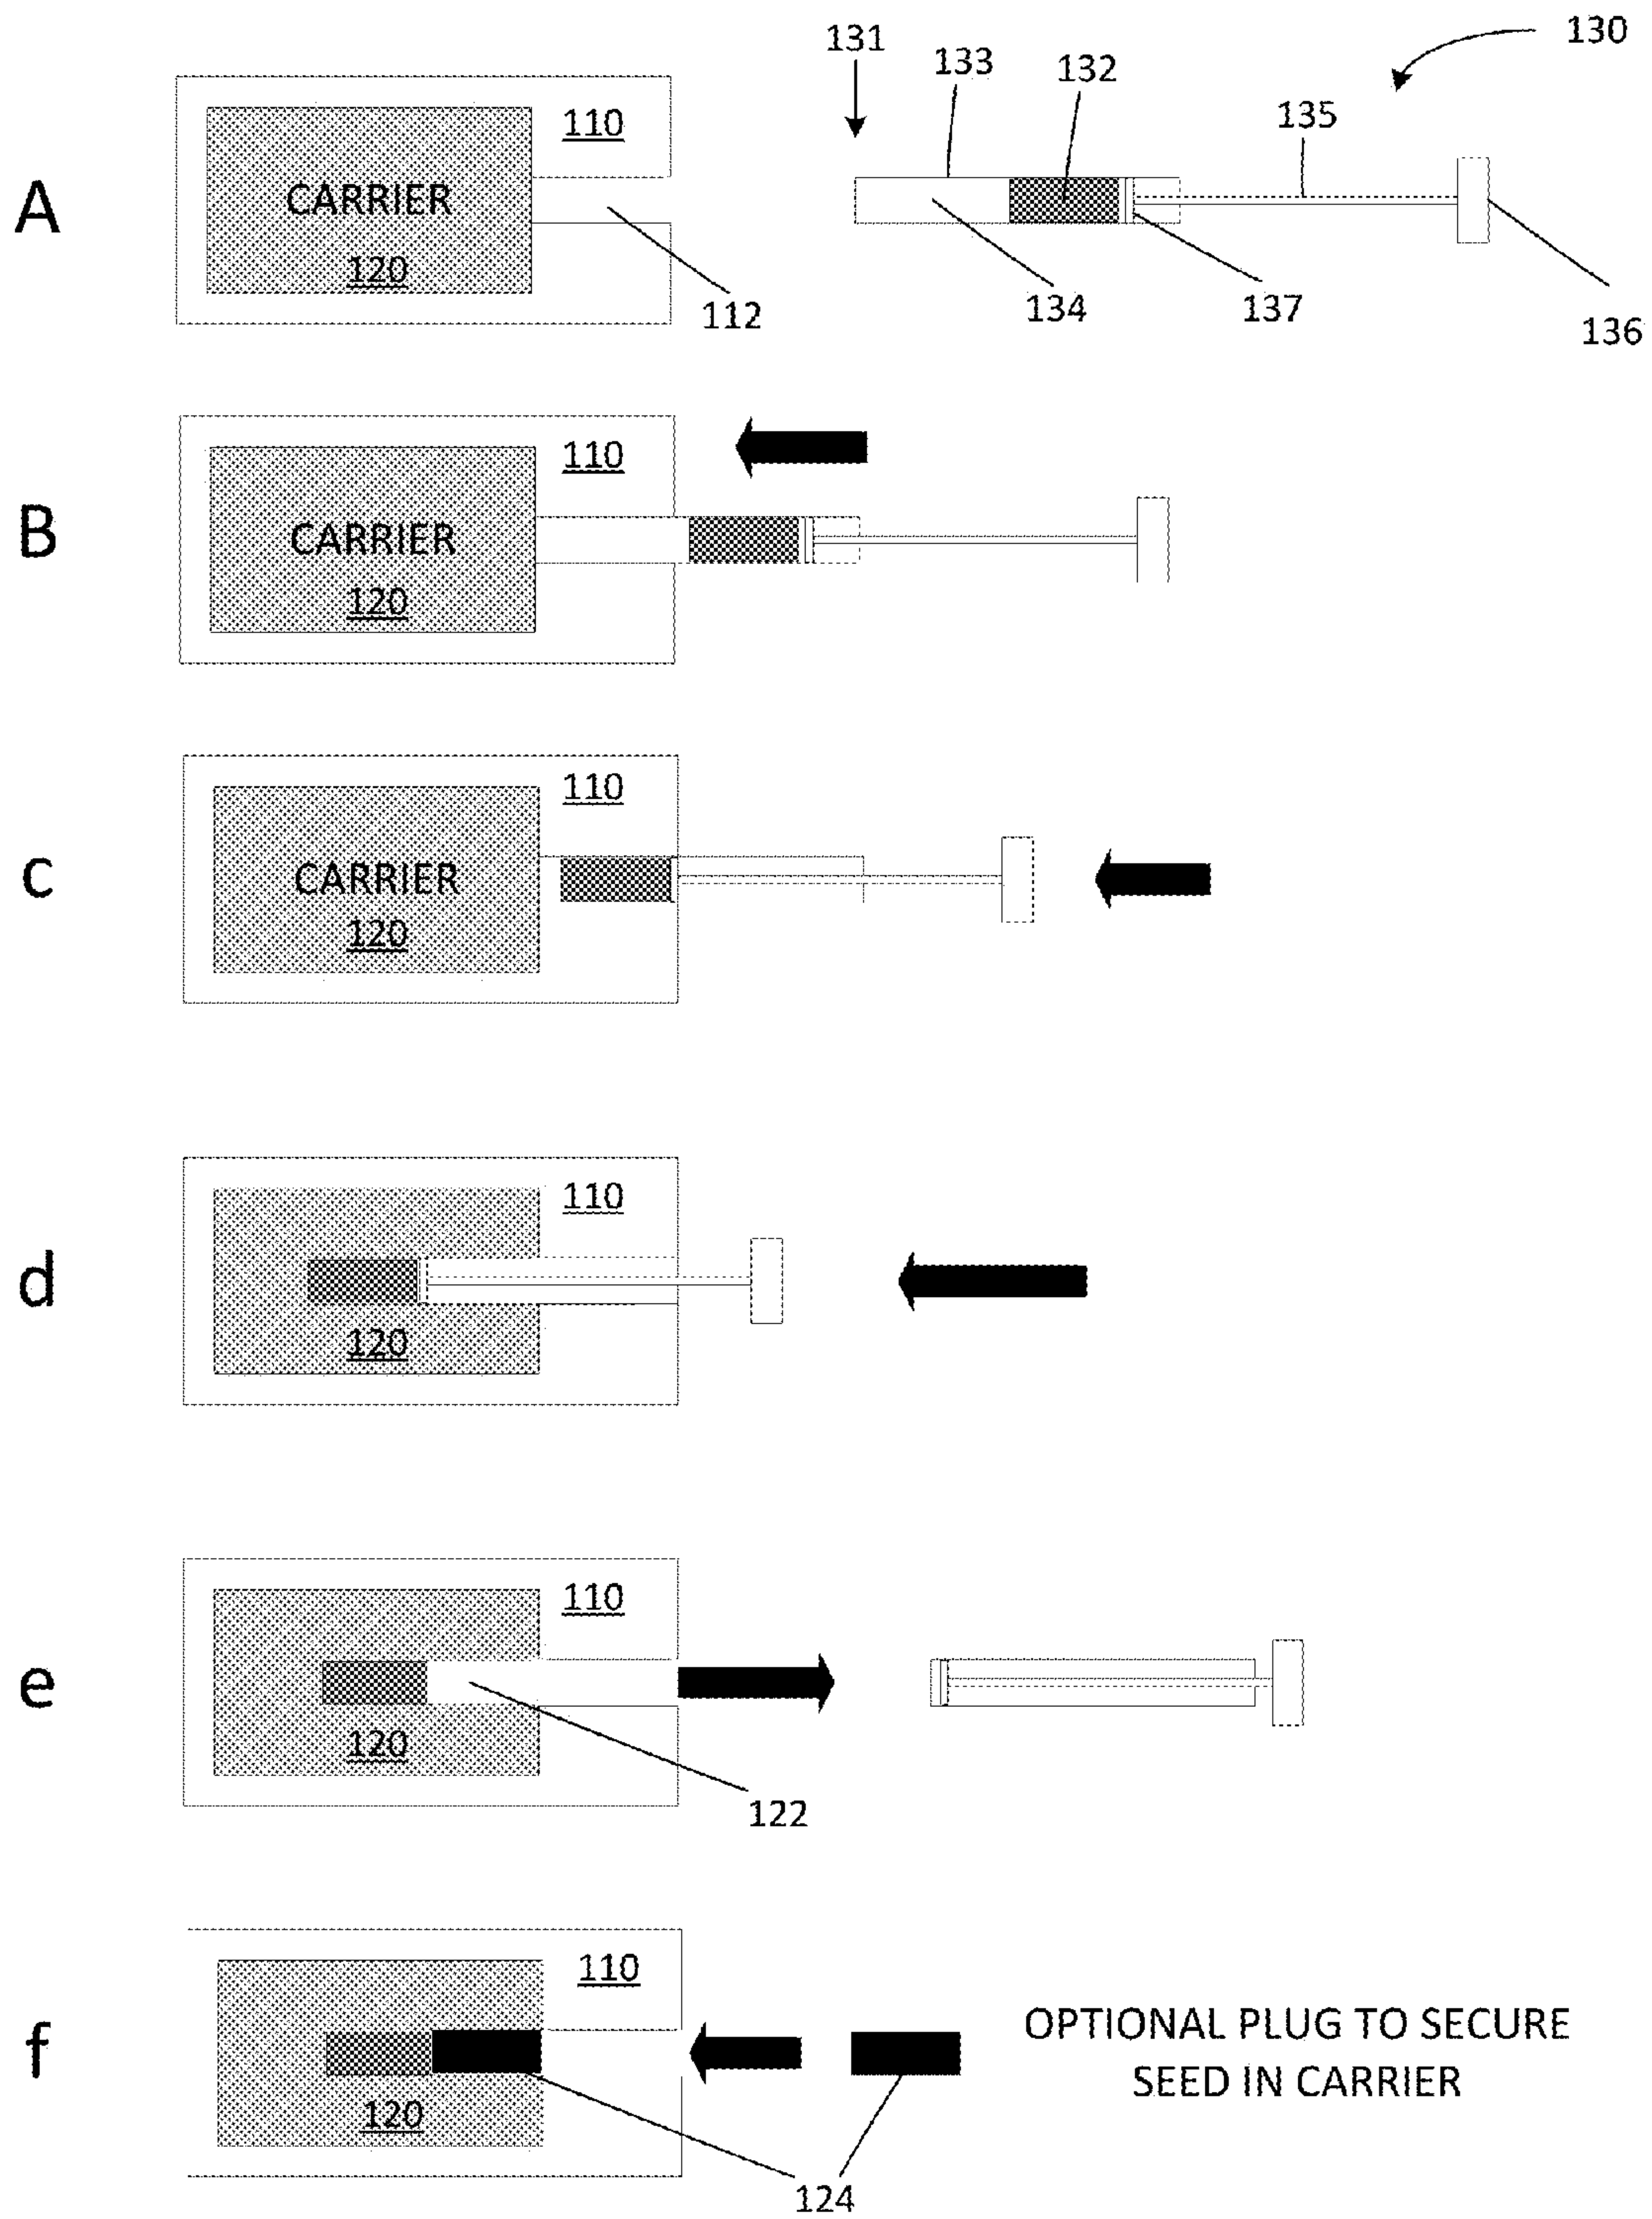 130
131
133
132
135
110
A
CARRIER
120
112
134
137
136
110
B
CARRIER
120
110
c
CARRIER
120
110
d
120
110
e
120
122
110
f
OPTIONAL PLUG TO SECURE
SEED IN CARRIER
120
124